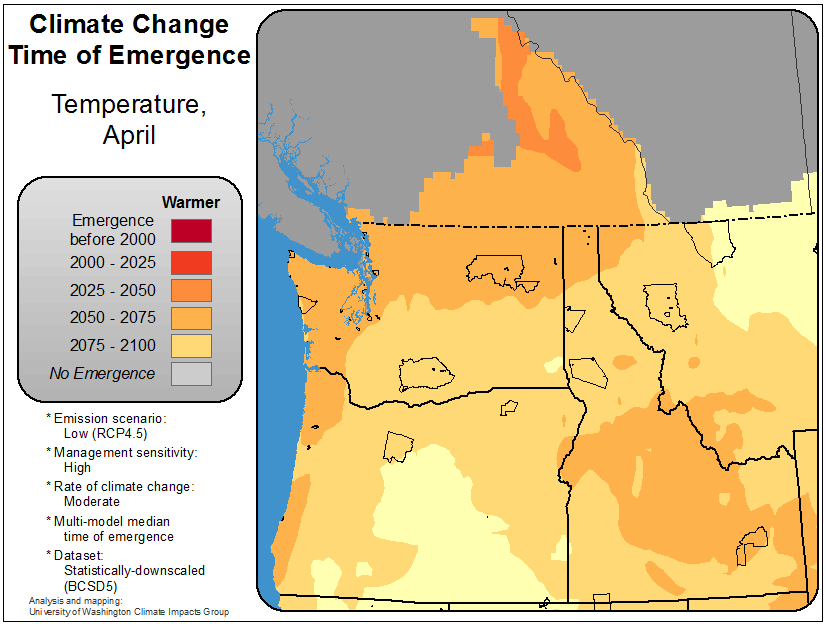 Climate Change
Time of Emergence
Temperature,
April
Warmer
Emergence
before 2000
2000 - 2025
2025 - 2050
2050 - 2075
2075 - 2100
No Emergence
* Emission scenario:
Low (RCP4.5)
* Management sensitivity:
High
* Rate of climate change:
Moderate
* Multi-model median
time of emergence
* Dataset:
Statistically-downscaled
(BCSD5)
Analysis and mapping:
University of Washington Climate Impacts Group